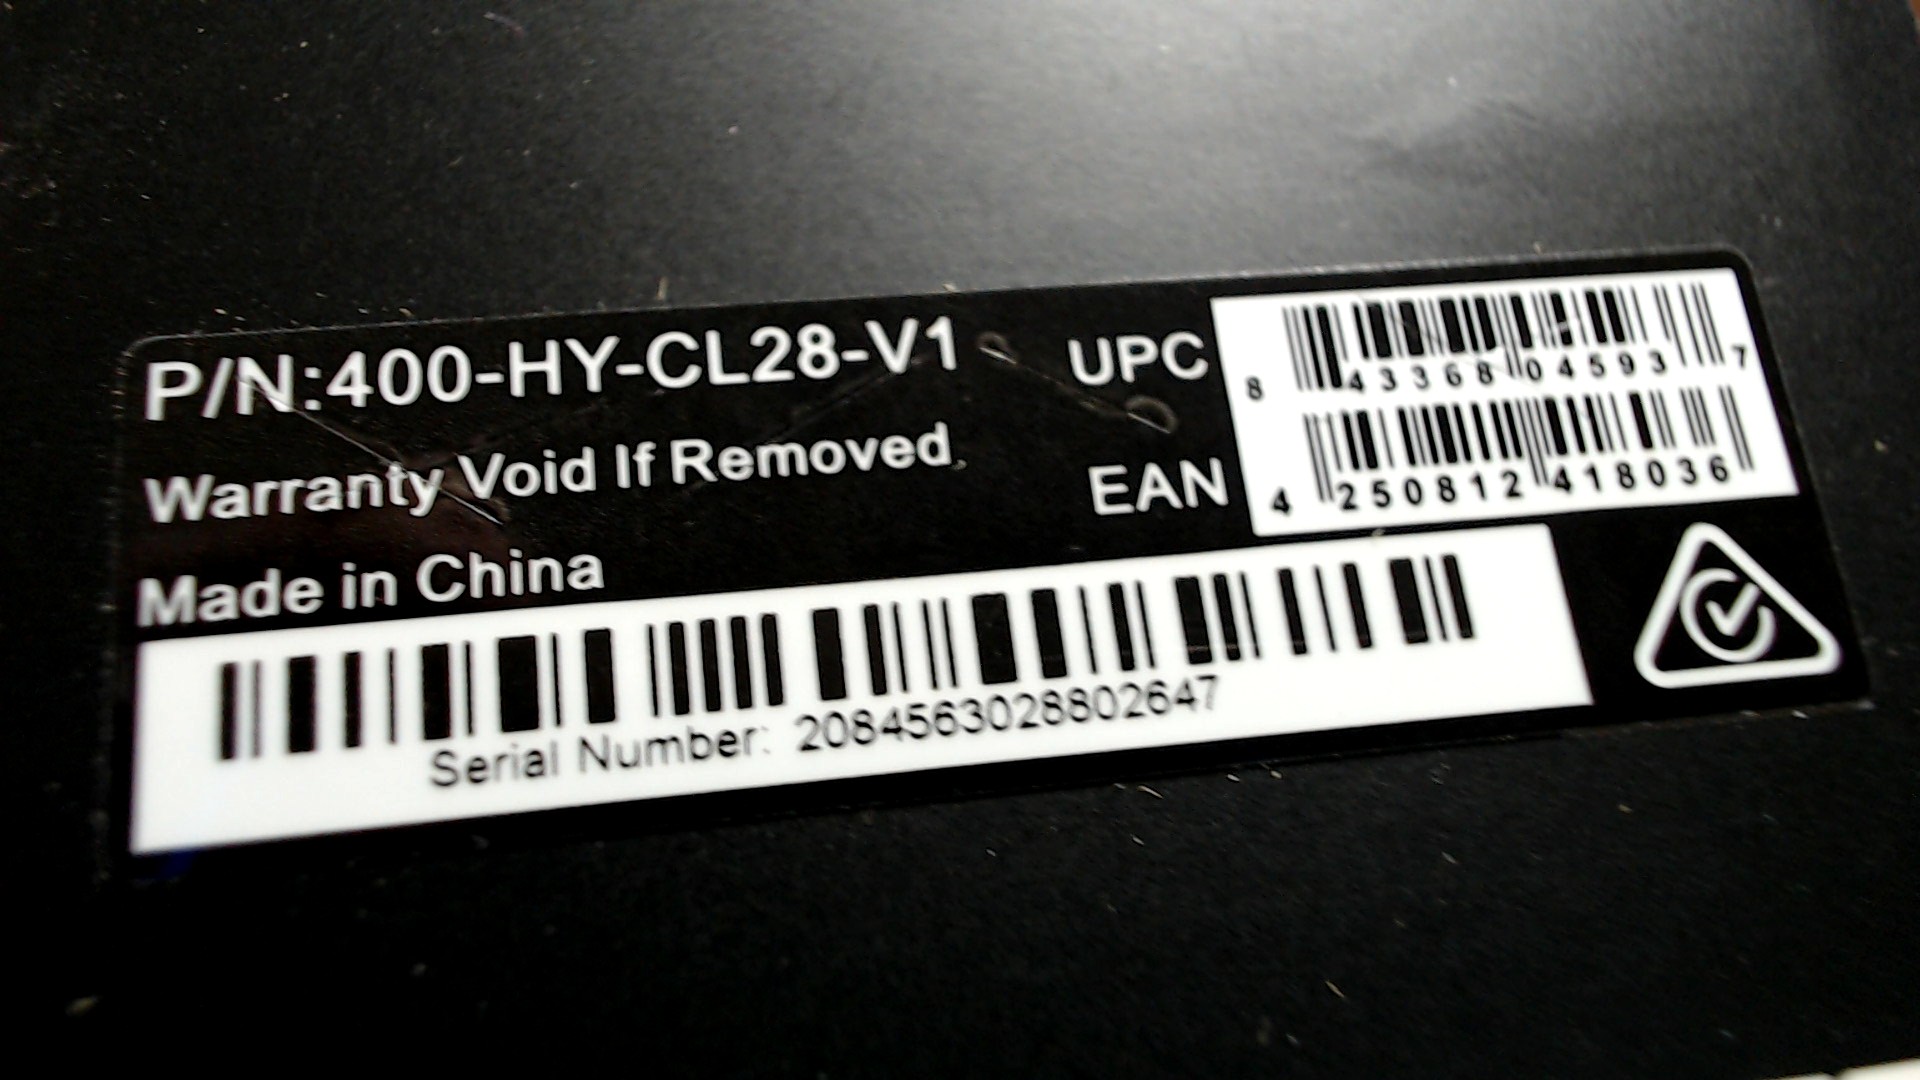 P/N:400-HY-CL28-V1
Warranty Void If Removed.
Made in China
UPC
8 43368 04593 7
EAN
4 250812 418036
Serial Number: 2084563028802647